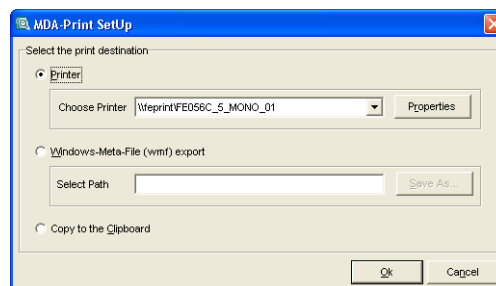 MDA-Print SetUp
Select the print destination
Printer
Choose Printer \\feprint\FE056C_5_MONO_01 Properties
Windows-Meta-File (wmf) export
Select Path Save As...
Copy to the Clipboard
Ok Cancel